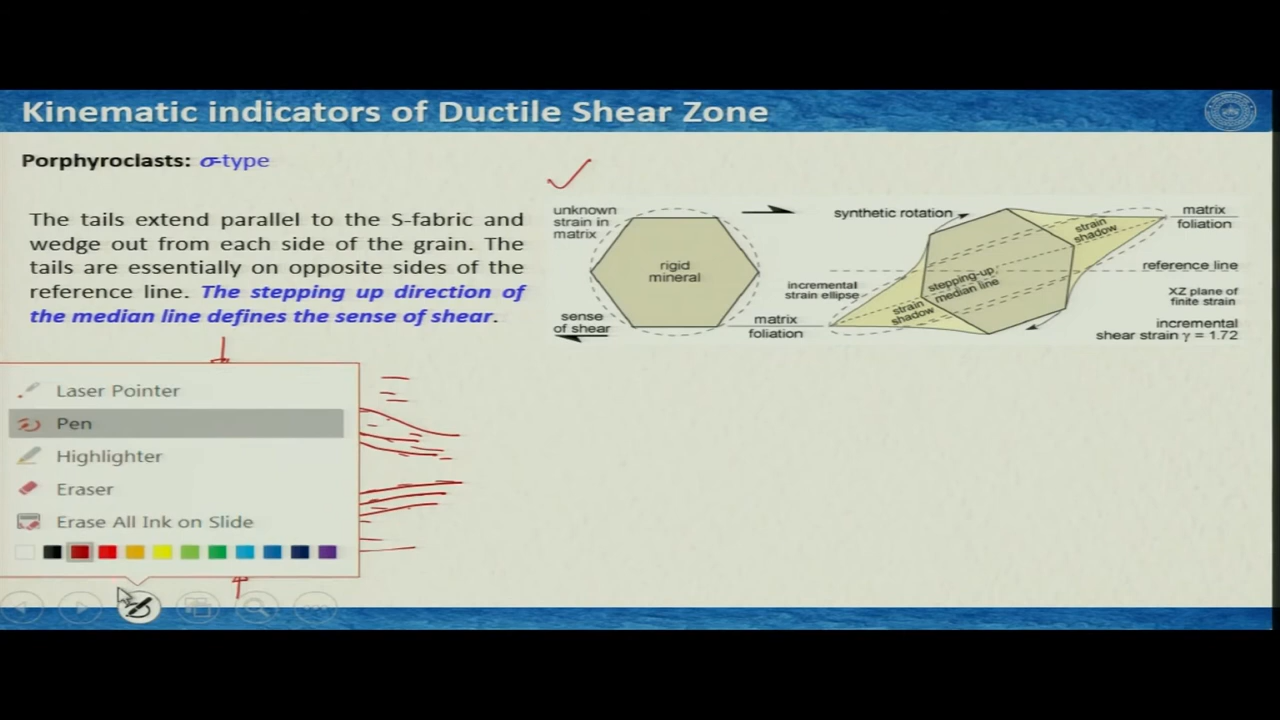 Kinematic indicators of Ductile Shear Zone
Porphyroclasts: σ-type
The tails extend parallel to the S-fabric and
wedge out from each side of the grain. The
tails are essentially on opposite sides of the
reference line. The stepping up direction of
the median line defines the sense of shear.
unknown
strain in
matrix
rigid
mineral
sense
of shear
matrix
foliation
synthetic rotation
strain
shadow
matrix
foliation
reference line
stepping-up
median line
incremental
strain ellipse
strain
shadow
XZ plane of
finite strain
incremental
shear strain γ = 1.72
Laser Pointer
Pen
Highlighter
Eraser
Erase All Ink on Slide